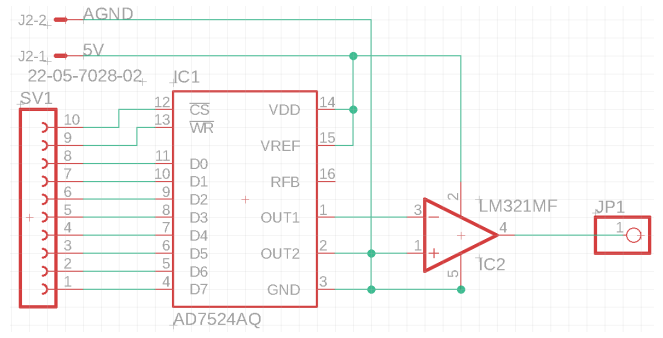 J2-2 AGND
J2-1 5V
22-05-7028-02 IC1
SV1
10 12 CS VDD 14
9 13 WR
8 11 D0 VREF 15
7 10 D1 RFB 16
6 9 D2
5 8 D3 OUT1 1
4 7 D4
3 6 D5 OUT2 2
2 5 D6
1 4 D7 GND 3
AD7524AQ
2
LM321MF
3 −
1 +
4
5
IC2
JP1
1